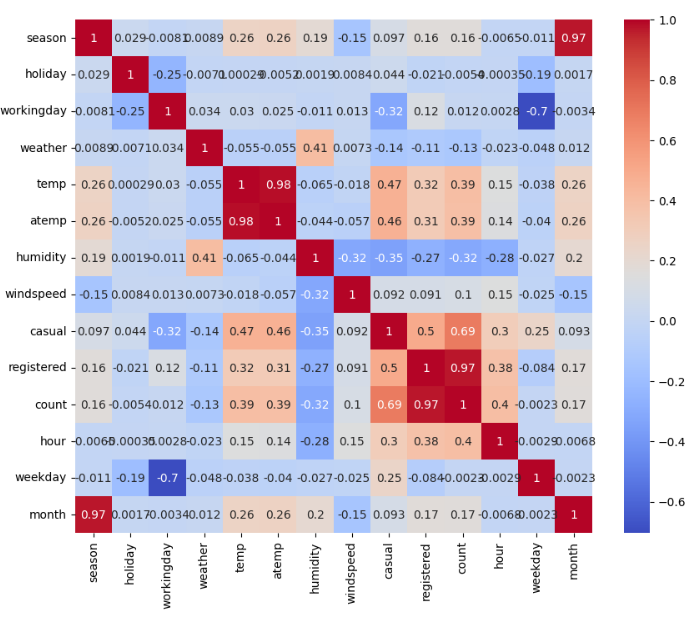 season 1 0.029 -0.0081 0.0089 0.26 0.26 0.19 -0.15 0.097 0.16 0.16 -0.0065 -0.011 0.97
holiday 0.029 1 -0.25 -0.0071 0.00029 -0.0052 0.0019 0.0084 0.044 -0.021 -0.0054 -0.00035 -0.19 0.0017
workingday -0.0081 -0.25 1 0.034 0.03 0.025 -0.011 0.013 -0.32 0.12 0.012 0.0028 -0.7 -0.0034
weather 0.0089 -0.0071 0.034 1 -0.055 -0.055 0.41 0.0073 -0.14 -0.11 -0.13 -0.023 -0.048 0.012
temp 0.26 0.00029 0.03 -0.055 1 0.98 -0.065 -0.018 0.47 0.32 0.39 0.15 -0.038 0.26
atemp 0.26 -0.0052 0.025 -0.055 0.98 1 -0.044 -0.057 0.46 0.31 0.39 0.14 -0.04 0.26
humidity 0.19 0.0019 -0.011 0.41 -0.065 -0.044 1 -0.32 -0.35 -0.27 -0.32 -0.28 -0.027 0.2
windspeed -0.15 0.0084 0.013 0.0073 -0.018 -0.057 -0.32 1 0.092 0.091 0.1 0.15 -0.025 -0.15
casual 0.097 0.044 -0.32 -0.14 0.47 0.46 -0.35 0.092 1 0.5 0.69 0.3 0.25 0.093
registered 0.16 -0.021 0.12 -0.11 0.32 0.31 -0.27 0.091 0.5 1 0.97 0.38 -0.084 0.17
count 0.16 -0.0054 0.012 -0.13 0.39 0.39 -0.32 0.1 0.69 0.97 1 0.4 -0.0023 0.17
hour -0.0065 -0.00035 0.0028 -0.023 0.15 0.14 -0.28 0.15 0.3 0.38 0.4 1 -0.0029 -0.0068
weekday -0.011 -0.19 -0.7 -0.048 -0.038 -0.04 -0.027 -0.025 0.25 -0.084 -0.0023 -0.0029 1 -0.0023
month 0.97 0.0017 -0.0034 0.012 0.26 0.26 0.2 -0.15 0.093 0.17 0.17 -0.0068 -0.0023 1
season holiday workingday weather temp atemp humidity windspeed casual registered count hour weekday month
1.0
0.8
0.6
0.4
0.2
0.0
−0.2
−0.4
−0.6